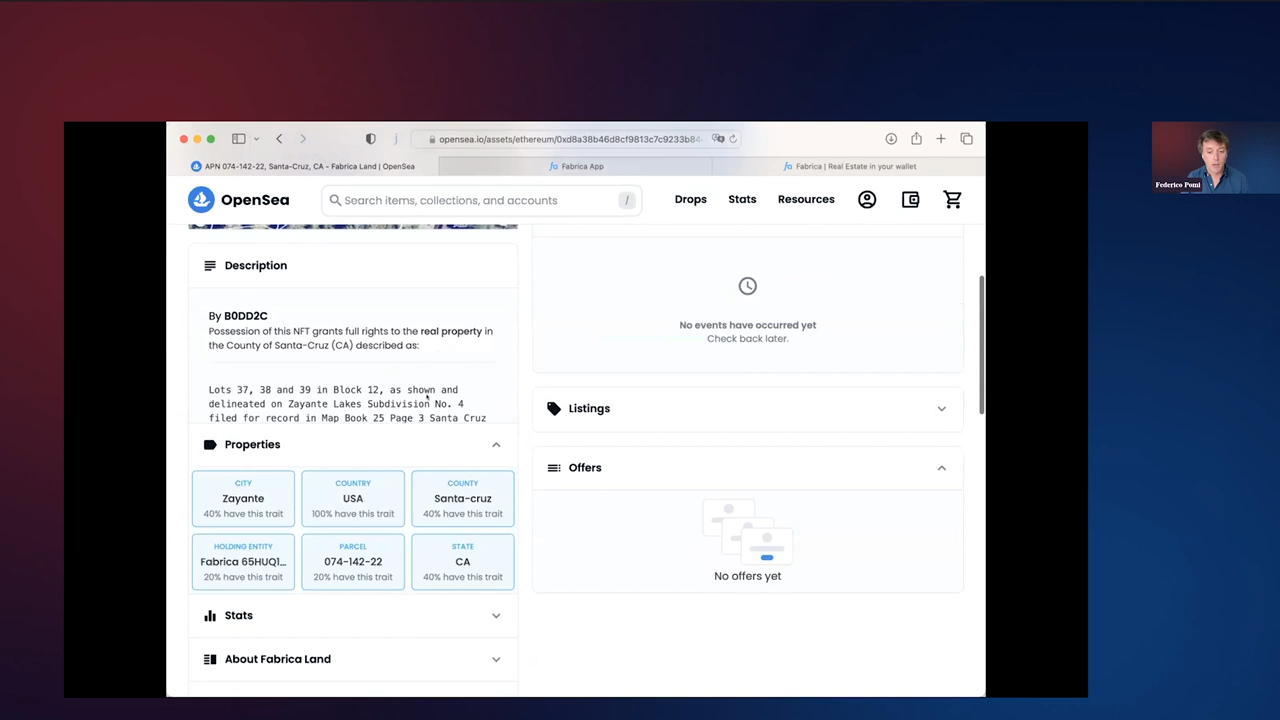 opensea.io/assets/ethereum/0xd8a38b46d8cf9813c7c9233b84
APN 074-142-22, Santa-Cruz, CA - Fabrica Land | OpenSea
Fabrica App
Fabrica | Real Estate in your wallet
OpenSea
Search items, collections, and accounts
/
Drops
Stats
Resources
Federico Pomi
Description
By B0DD2C
Possession of this NFT grants full rights to the real property in
the County of Santa-Cruz (CA) described as:
Lots 37, 38 and 39 in Block 12, as shown and
delineated on Zayante Lakes Subdivision No. 4
filed for record in Map Book 25 Page 3 Santa Cruz
Properties
CITY
Zayante
40% have this trait
COUNTRY
USA
100% have this trait
COUNTY
Santa-cruz
40% have this trait
HOLDING ENTITY
Fabrica 65HUQ1...
20% have this trait
PARCEL
074-142-22
20% have this trait
STATE
CA
40% have this trait
Stats
About Fabrica Land
No events have occurred yet
Check back later.
Listings
Offers
No offers yet